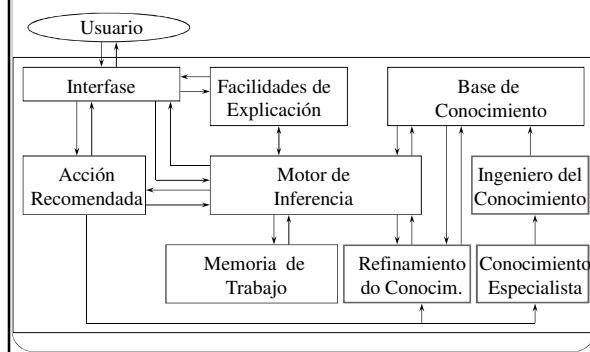 Usuario
Interfase
Facilidades de
Explicación
Base de
Conocimiento
Acción
Recomendada
Motor de
Inferencia
Ingeniero del
Conocimiento
Memoria de
Trabajo
Refinamiento
do Conocim.
Conocimiento
Especialista